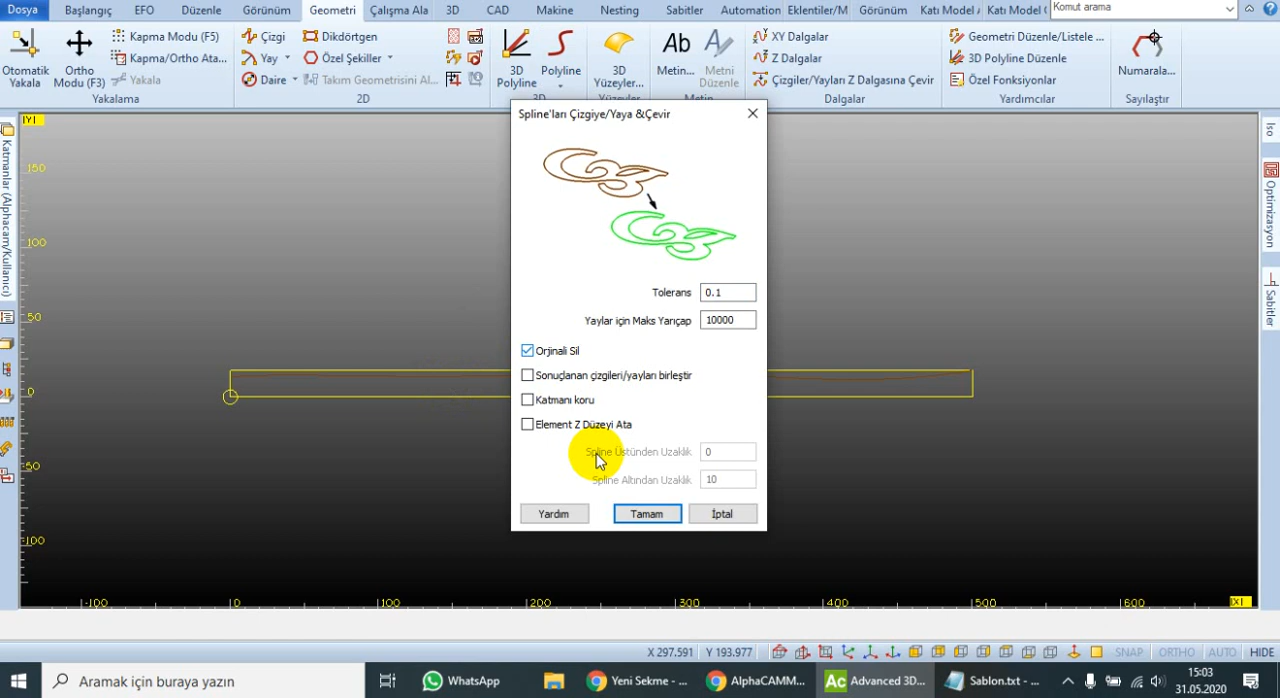 Dosya Başlangıç EFO Düzenle Görünüm Geometri Çalışma Ala 3D CAD Makine Nesting Sabitler Automation Eklentiler/M Görünüm Katı Model Katı Model Komut arama
Otomatik Yakala
Ortho Modu (F3)
Kapma Modu (F5)
Kapma/Ortho Ata...
Yakala
Yakalama
Çizgi
Yay
Daire
Dikdörtgen
Özel Şekiller
Takım Geometrisini Al...
2D
3D Polyline
Polyline
3D
3D Yüzeyler...
Yüzeyler
Metin...
Metni Düzenle
Metin
XY Dalgalar
Z Dalgalar
Çizgiler/Yayları Z Dalgasına Çevir
Dalgalar
Geometri Düzenle/Listele ...
3D Polyline Düzenle
Özel Fonksiyonlar
Yardımcılar
Numarala...
Sayılaştır
Katmanlar (Alphacam/Kullanıcı)
|Y|
150
100
50
0
-50
-100
-100 0 100 200 300 400 500 600 |X|
Iso
Optimizasyon
Sabitler
Spline'ları Çizgiye/Yaya &Çevir
Tolerans 0.1
Yaylar için Maks Yarıçap 10000
Orjinali Sil
Sonuçlanan çizgileri/yayları birleştir
Katmanı koru
Element Z Düzeyi Ata
Spline Üstünden Uzaklık 0
Spline Altından Uzaklık 10
Yardım Tamam İptal
X 297.591 Y 193.977 SNAP ORTHO AUTO HIDE
Aramak için buraya yazın
WhatsApp
Yeni Sekme - ...
AlphaCAMM...
Ac Advanced 3D...
Sablon.txt - ...
15:03
31.05.2020